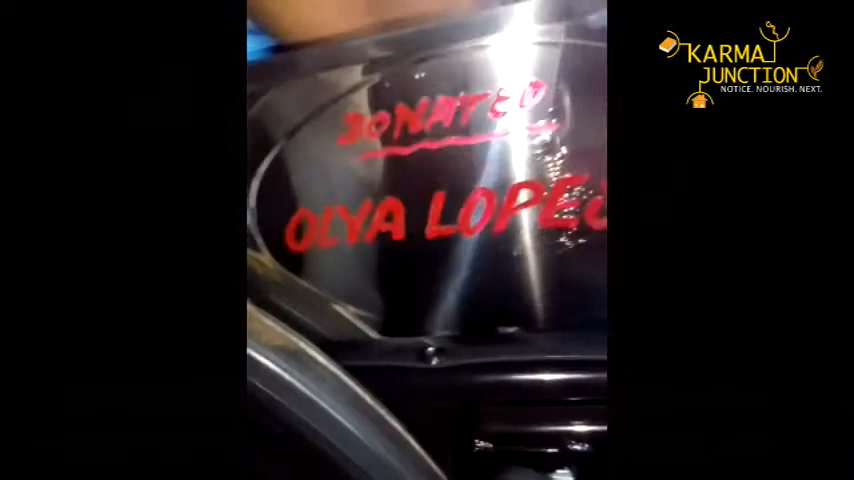 KARMA
JUNCTION
NOTICE. NOURISH. NEXT.
DONATED
OLYA LOPE